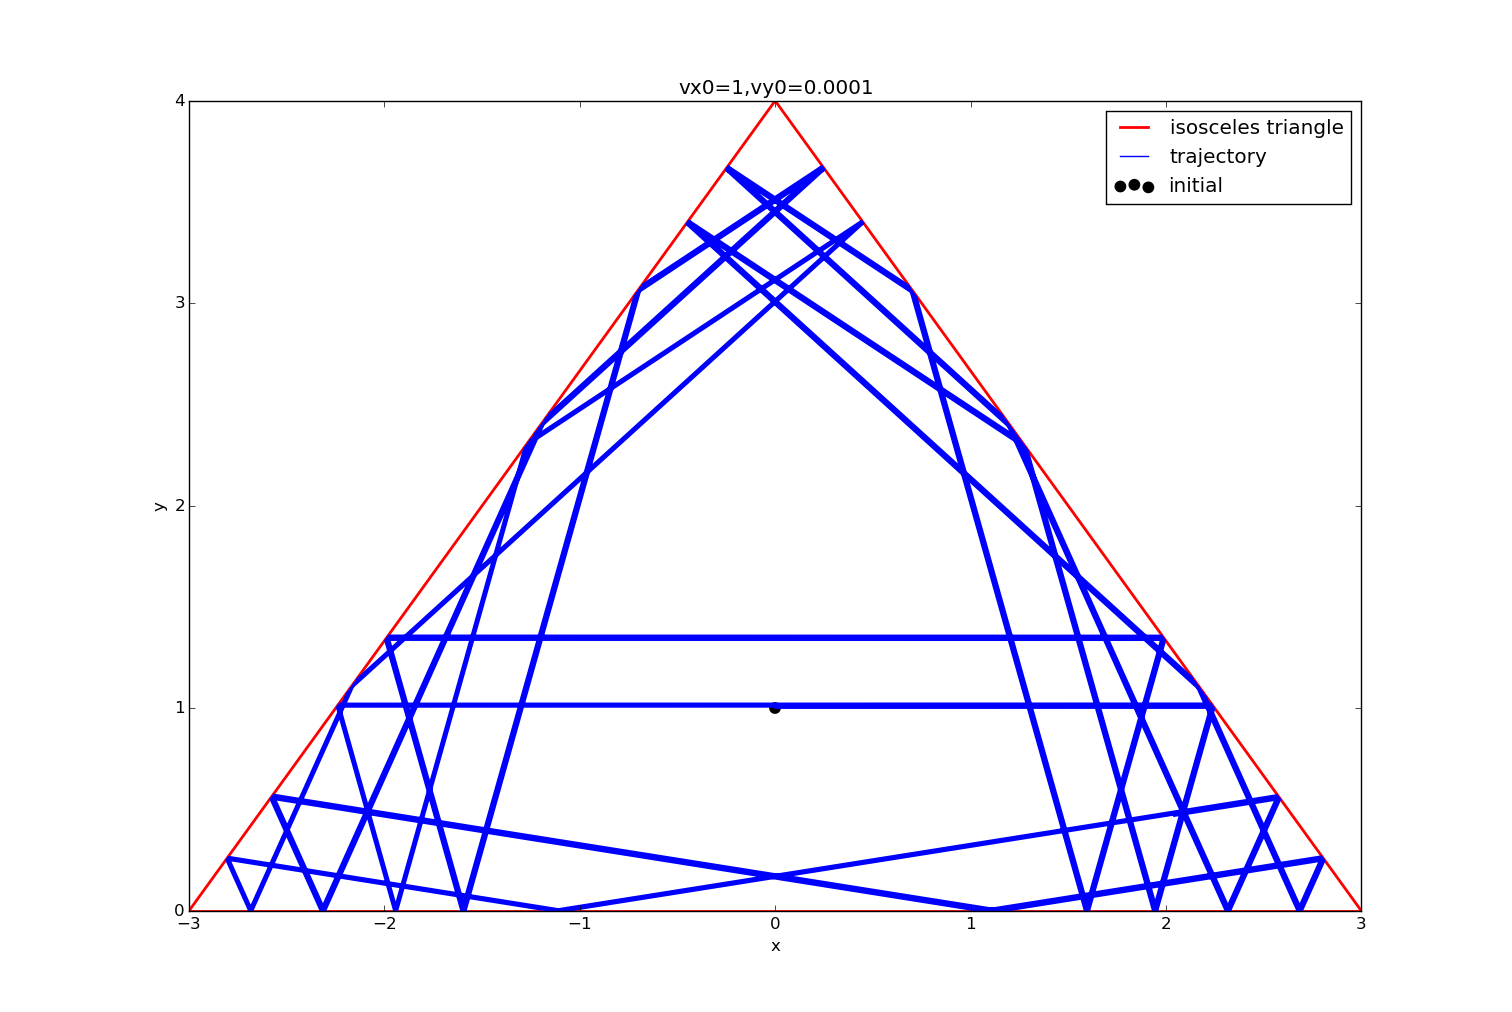 vx0=1,vy0=0.0001
4
isosceles triangle
trajectory
initial
3
y
2
1
0
−3 −2 −1 0 1 2 3
x